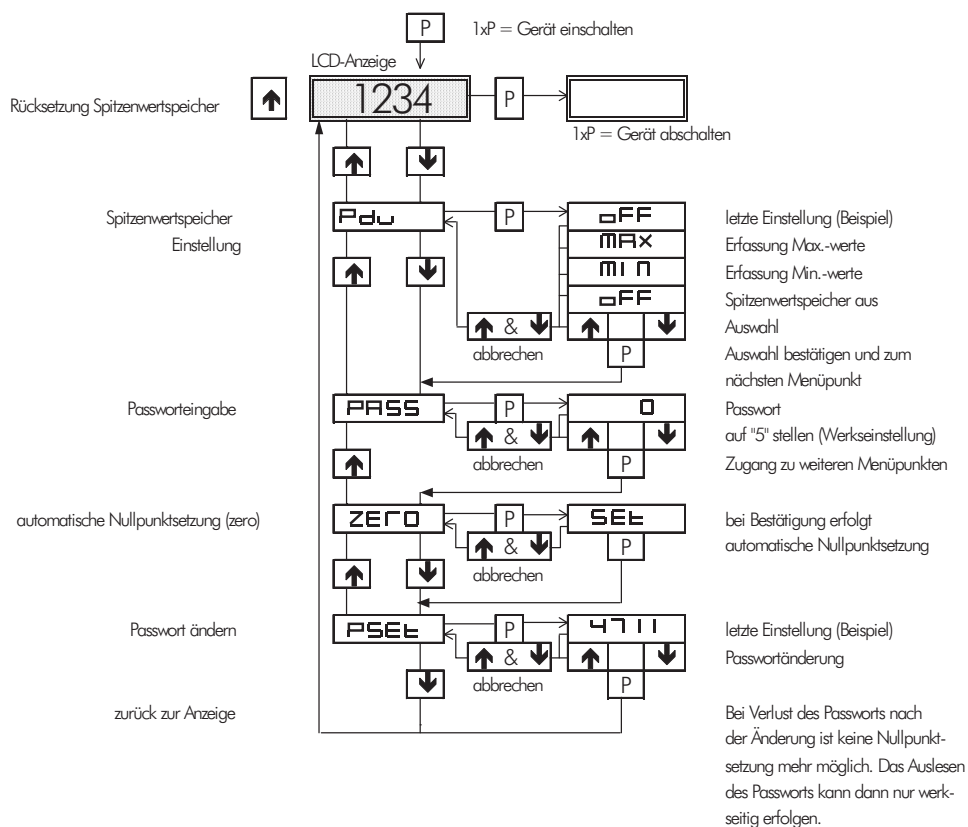 P 1xP = Gerät einschalten
LCD-Anzeige
Rücksetzung Spitzenwertspeicher 1234 P
1xP = Gerät abschalten
Spitzenwertspeicher Pdv P oFF letzte Einstellung (Beispiel)
Einstellung MAX Erfassung Max.-werte
MIN Erfassung Min.-werte
oFF Spitzenwertspeicher aus
& Auswahl
abbrechen P Auswahl bestätigen und zum
nächsten Menüpunkt
Passworteingabe PASS P 0 Passwort
& auf "5" stellen (Werkseinstellung)
abbrechen P Zugang zu weiteren Menüpunkten
automatische Nullpunktsetzung (zero) ZEro P SEt bei Bestätigung erfolgt
& P automatische Nullpunktsetzung
abbrechen
Passwort ändern PSEt P 4711 letzte Einstellung (Beispiel)
& Passwortänderung
abbrechen P
zurück zur Anzeige Bei Verlust des Passworts nach
der Änderung ist keine Nullpunkt-
setzung mehr möglich. Das Auslesen
des Passworts kann dann nur werk-
seitig erfolgen.